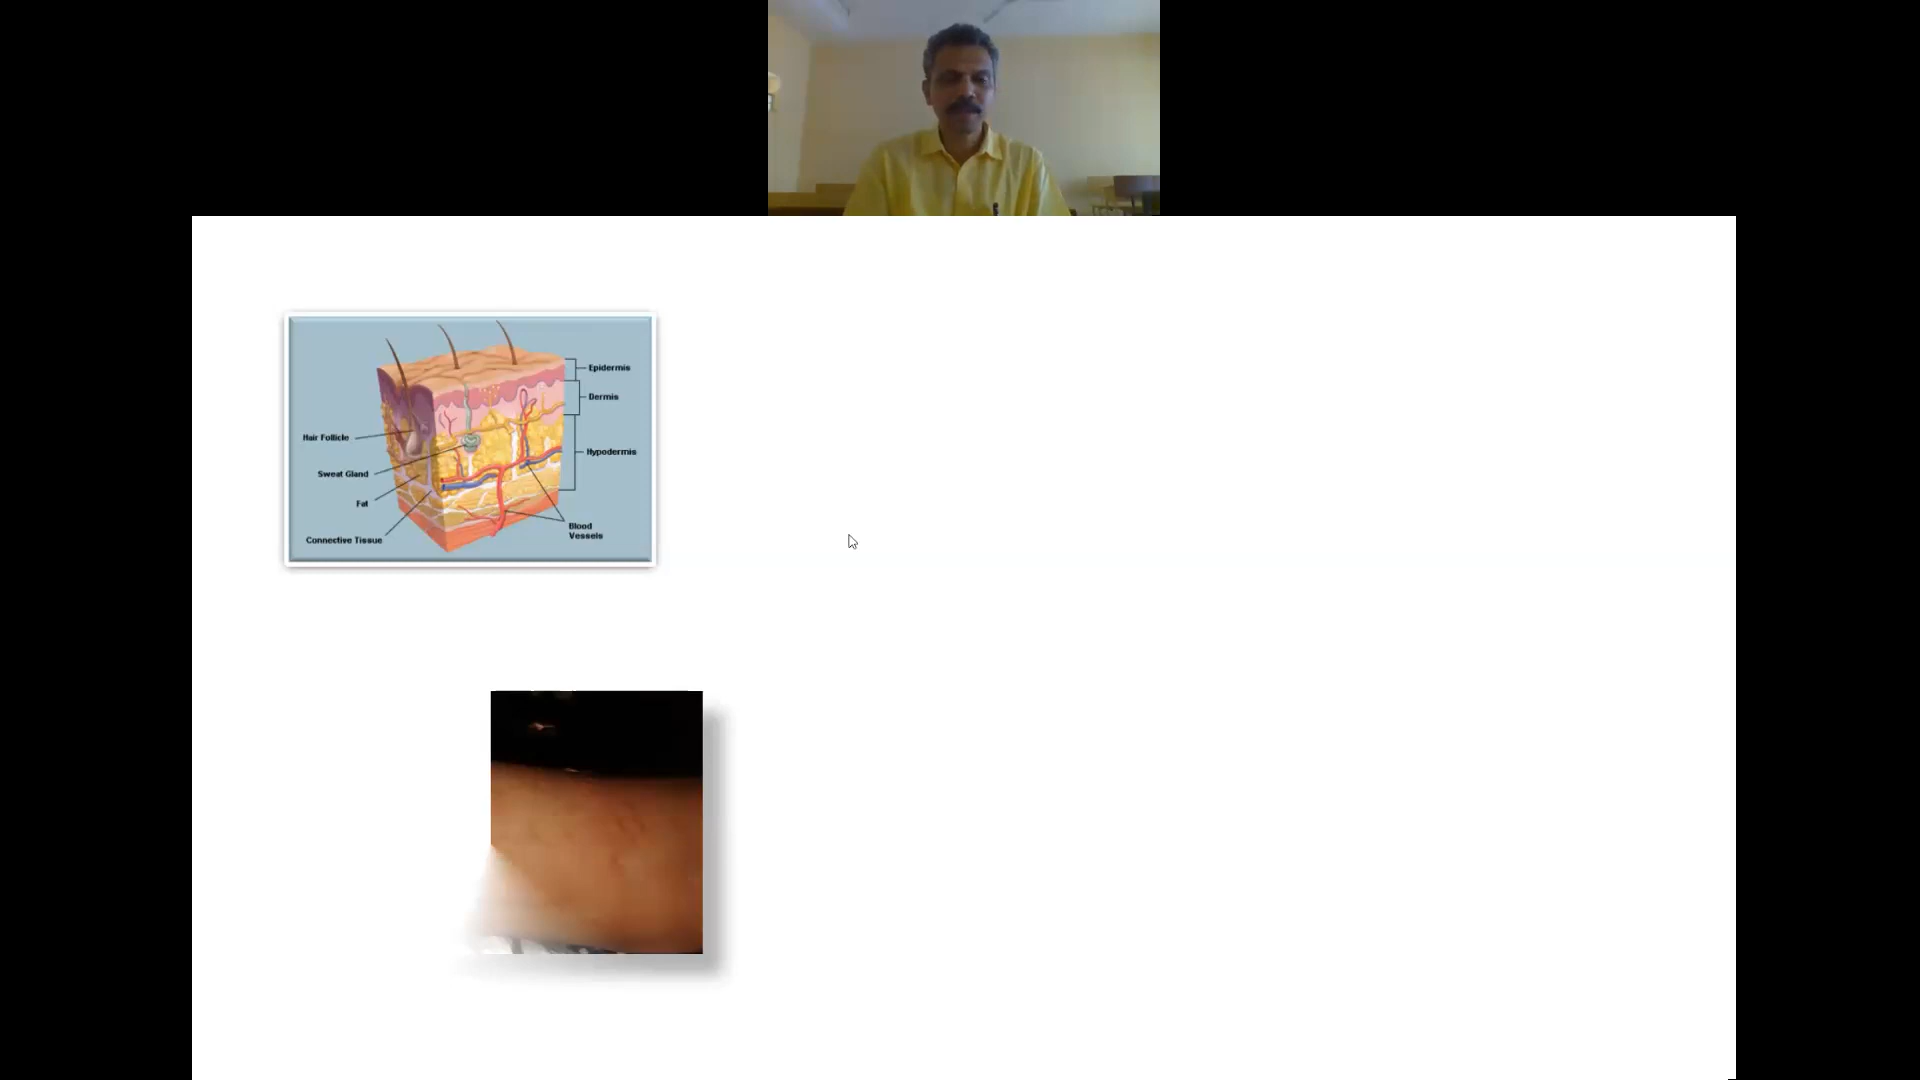 Epidermis
Dermis
Hair Follicle
Hypodermis
Sweat Gland
Fat
Blood
Vessels
Connective Tissue